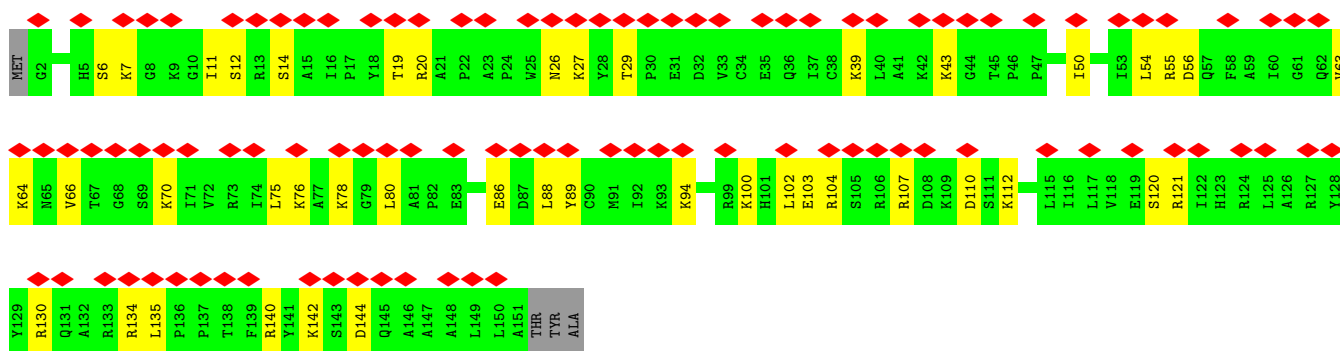 MET G2 H5 S6 K7 G8 K9 G10 I11 S12 R13 S14 A15 I16 P17 Y18 T19 R20 A21 P22 A23 P24 W25 N26 K27 Y28 T29 P30 E31 D32 V33 C34 E35 Q36 I37 C38 K39 L40 A41 K42 K43 G44 T45 P46 P47 I50 I53 L54 R55 D56 Q57 F58 A59 I60 G61 Q62 V63
K64 N65 V66 T67 G68 S69 K70 I71 V72 R73 I74 L75 K76 A77 K78 G79 L80 A81 P82 E83 E86 D87 L88 Y89 C90 M91 I92 K93 K94 R99 K100 H101 L102 E103 R104 S105 R106 R107 D108 K109 D110 S111 K112 L115 I116 L117 V118 E119 S120 R121 I122 H123 R124 L125 A126 R127 Y128
Y129 R130 Q131 A132 R133 R134 L135 P136 P137 T138 F139 R140 Y141 K142 S143 D144 Q145 A146 A147 A148 L149 L150 A151 THR TYR ALA